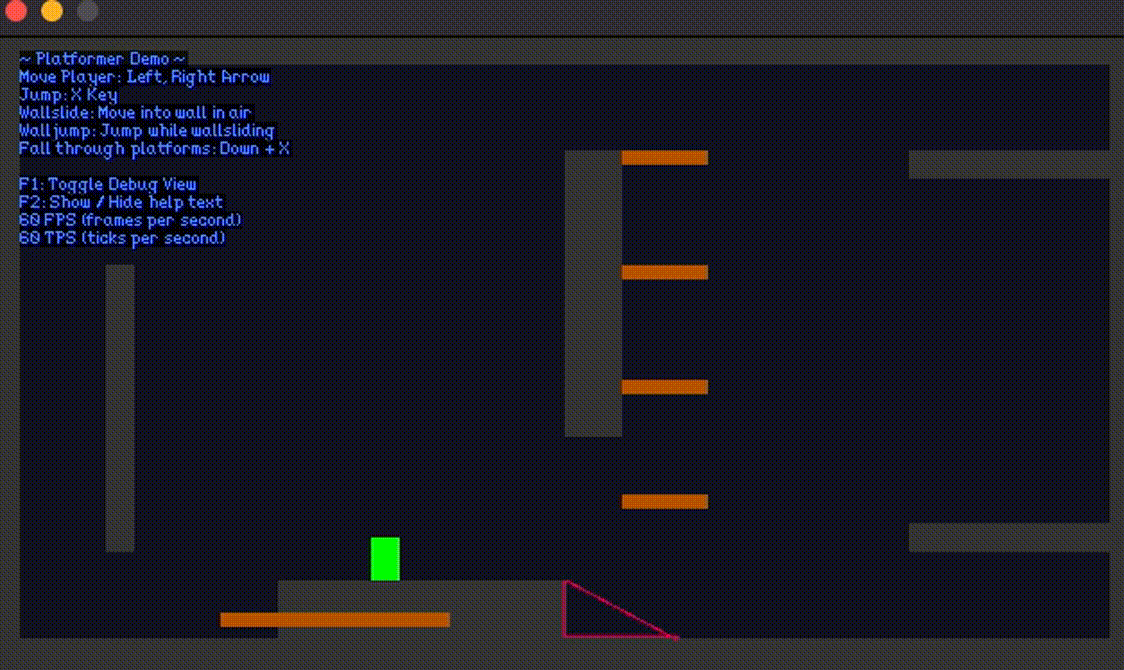 ~ Platformer Demo ~
Move Player: Left, Right Arrow
Jump: X Key
Wallslide: Move into wall in air
Wall jump: Jump while wallsliding
Fall through platforms: Down + X
F1: Toggle Debug View
F2: Show / Hide help text
60 FPS (frames per second)
60 TPS (ticks per second)